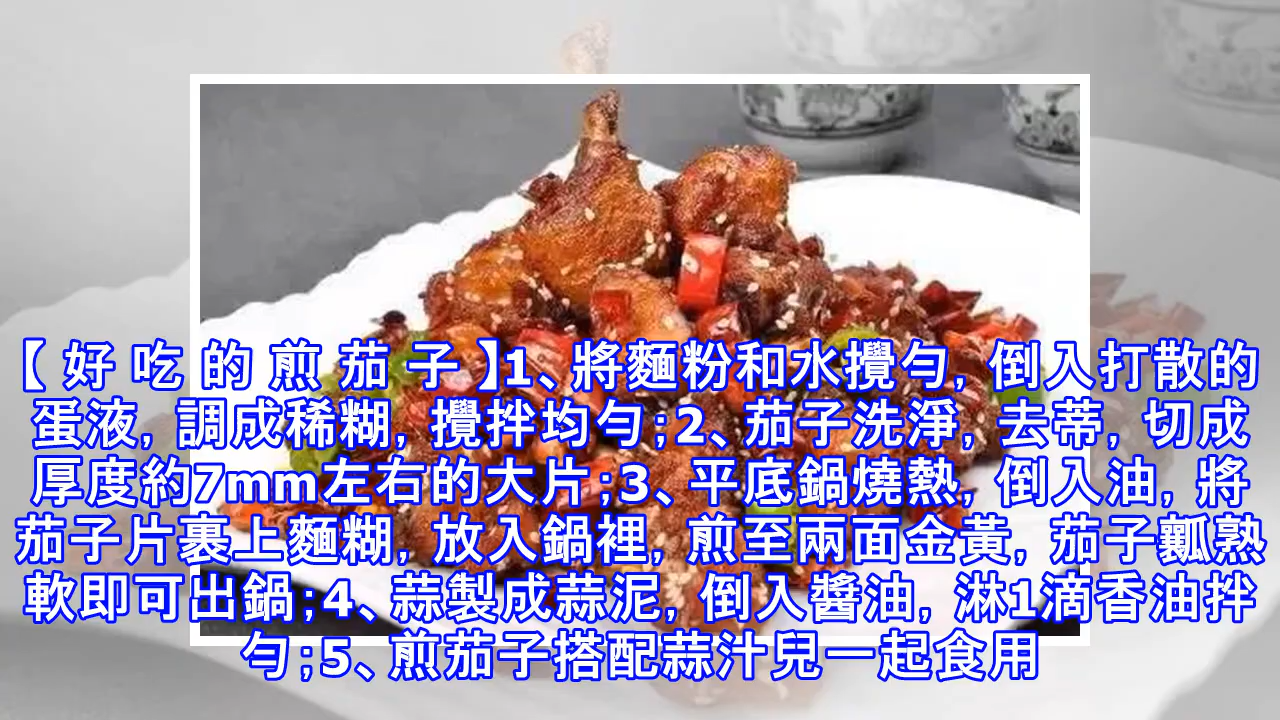 【好吃的煎茄子】1、將麵粉和水攪勻,倒入打散的
蛋液,調成稀糊,攪拌均勻;2、茄子洗淨,去蒂,切成
厚度約7mm左右的大片;3、平底鍋燒熱,倒入油,將
茄子片裹上麵糊,放入鍋裡,煎至兩面金黃,茄子瓤熟
軟即可出鍋;4、蒜製成蒜泥,倒入醬油,淋1滴香油拌
勻;5、煎茄子搭配蒜汁兒一起食用